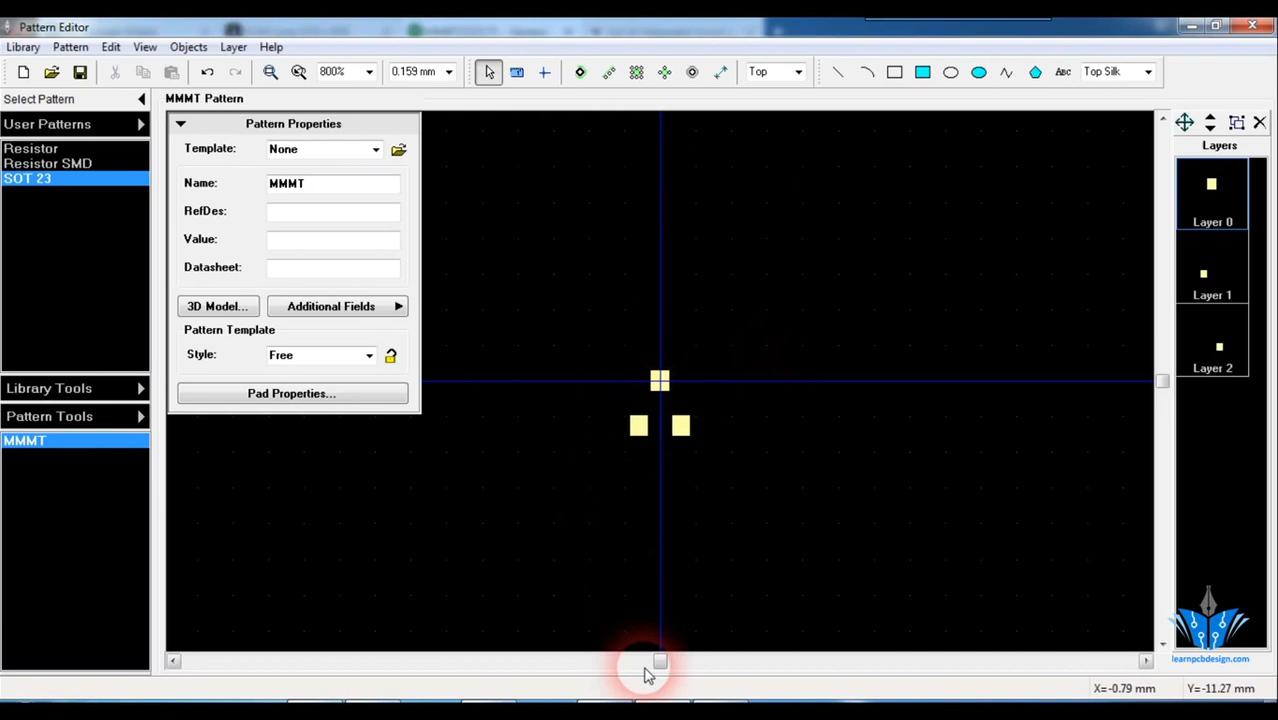 Pattern Editor
Library Pattern Edit View Objects Layer Help
800% 0.159 mm Top Abc Top Silk
Select Pattern
MMMT Pattern
User Patterns
Resistor
Resistor SMD
SOT 23
Library Tools
Pattern Tools
MMMT
Pattern Properties
Template: None
Name: MMMT
RefDes:
Value:
Datasheet:
3D Model... Additional Fields
Pattern Template
Style: Free
Pad Properties...
Layers
Layer 0
Layer 1
Layer 2
learnpcbdesign.com
X=-0.79 mm Y=-11.27 mm